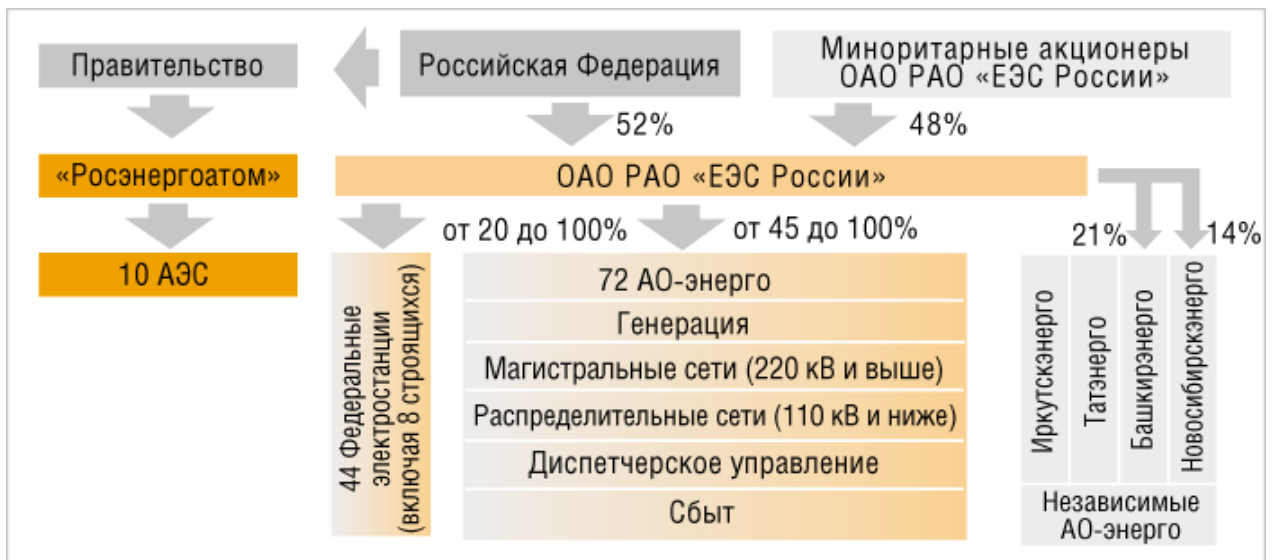 Правительство
Российская Федерация
Миноритарные акционеры
ОАО РАО «ЕЭС России»
52%
48%
«Росэнергоатом»
ОАО РАО «ЕЭС России»
от 20 до 100%
от 45 до 100%
21%
14%
10 АЭС
44 Федеральные
электростанции
(включая 8 строящихся)
72 АО-энерго
Генерация
Магистральные сети (220 кВ и выше)
Распределительные сети (110 кВ и ниже)
Диспетчерское управление
Сбыт
Иркутскэнерго
Татэнерго
Башкирэнерго
Новосибирскэнерго
Независимые
АО-энерго